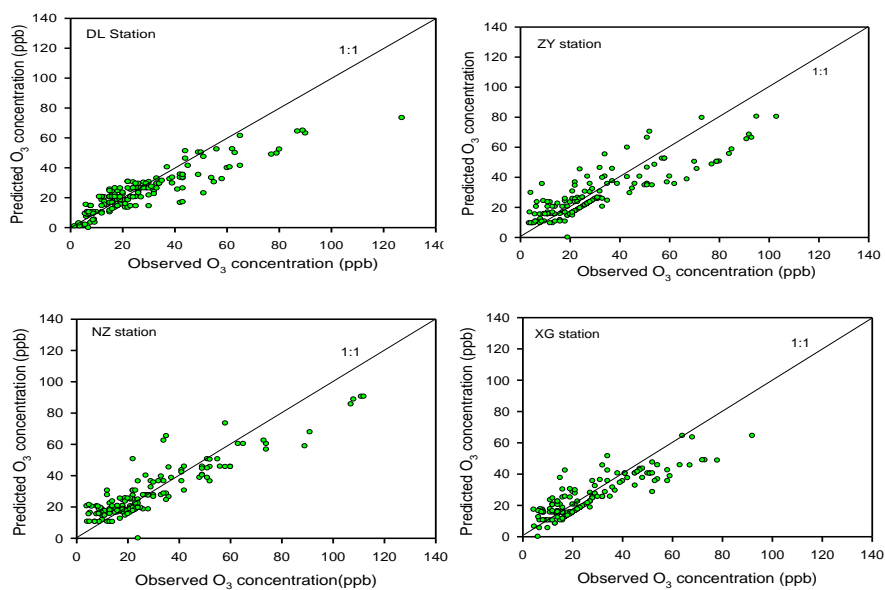 DL Station
1:1
Predicted O₃ concentration (ppb)
140
120
100
80
60
40
20
0
0 20 40 60 80 100 120 140
Observed O₃ concentration (ppb)
ZY station
1:1
Predicted O₃ concentration
140
120
100
80
60
40
20
0
0 20 40 60 80 100 120 140
Observed O₃ concentration (ppb)
NZ station
1:1
Predicted O₃ concentration (ppb)
140
120
100
80
60
40
20
0
0 20 40 60 80 100 120 140
Observed O₃ concentration(ppb)
XG station
1:1
Predicted O₃ concentration (ppb)
140
120
100
80
60
40
20
0
0 20 40 60 80 100 120 140
Observed O₃ concentration (ppb)